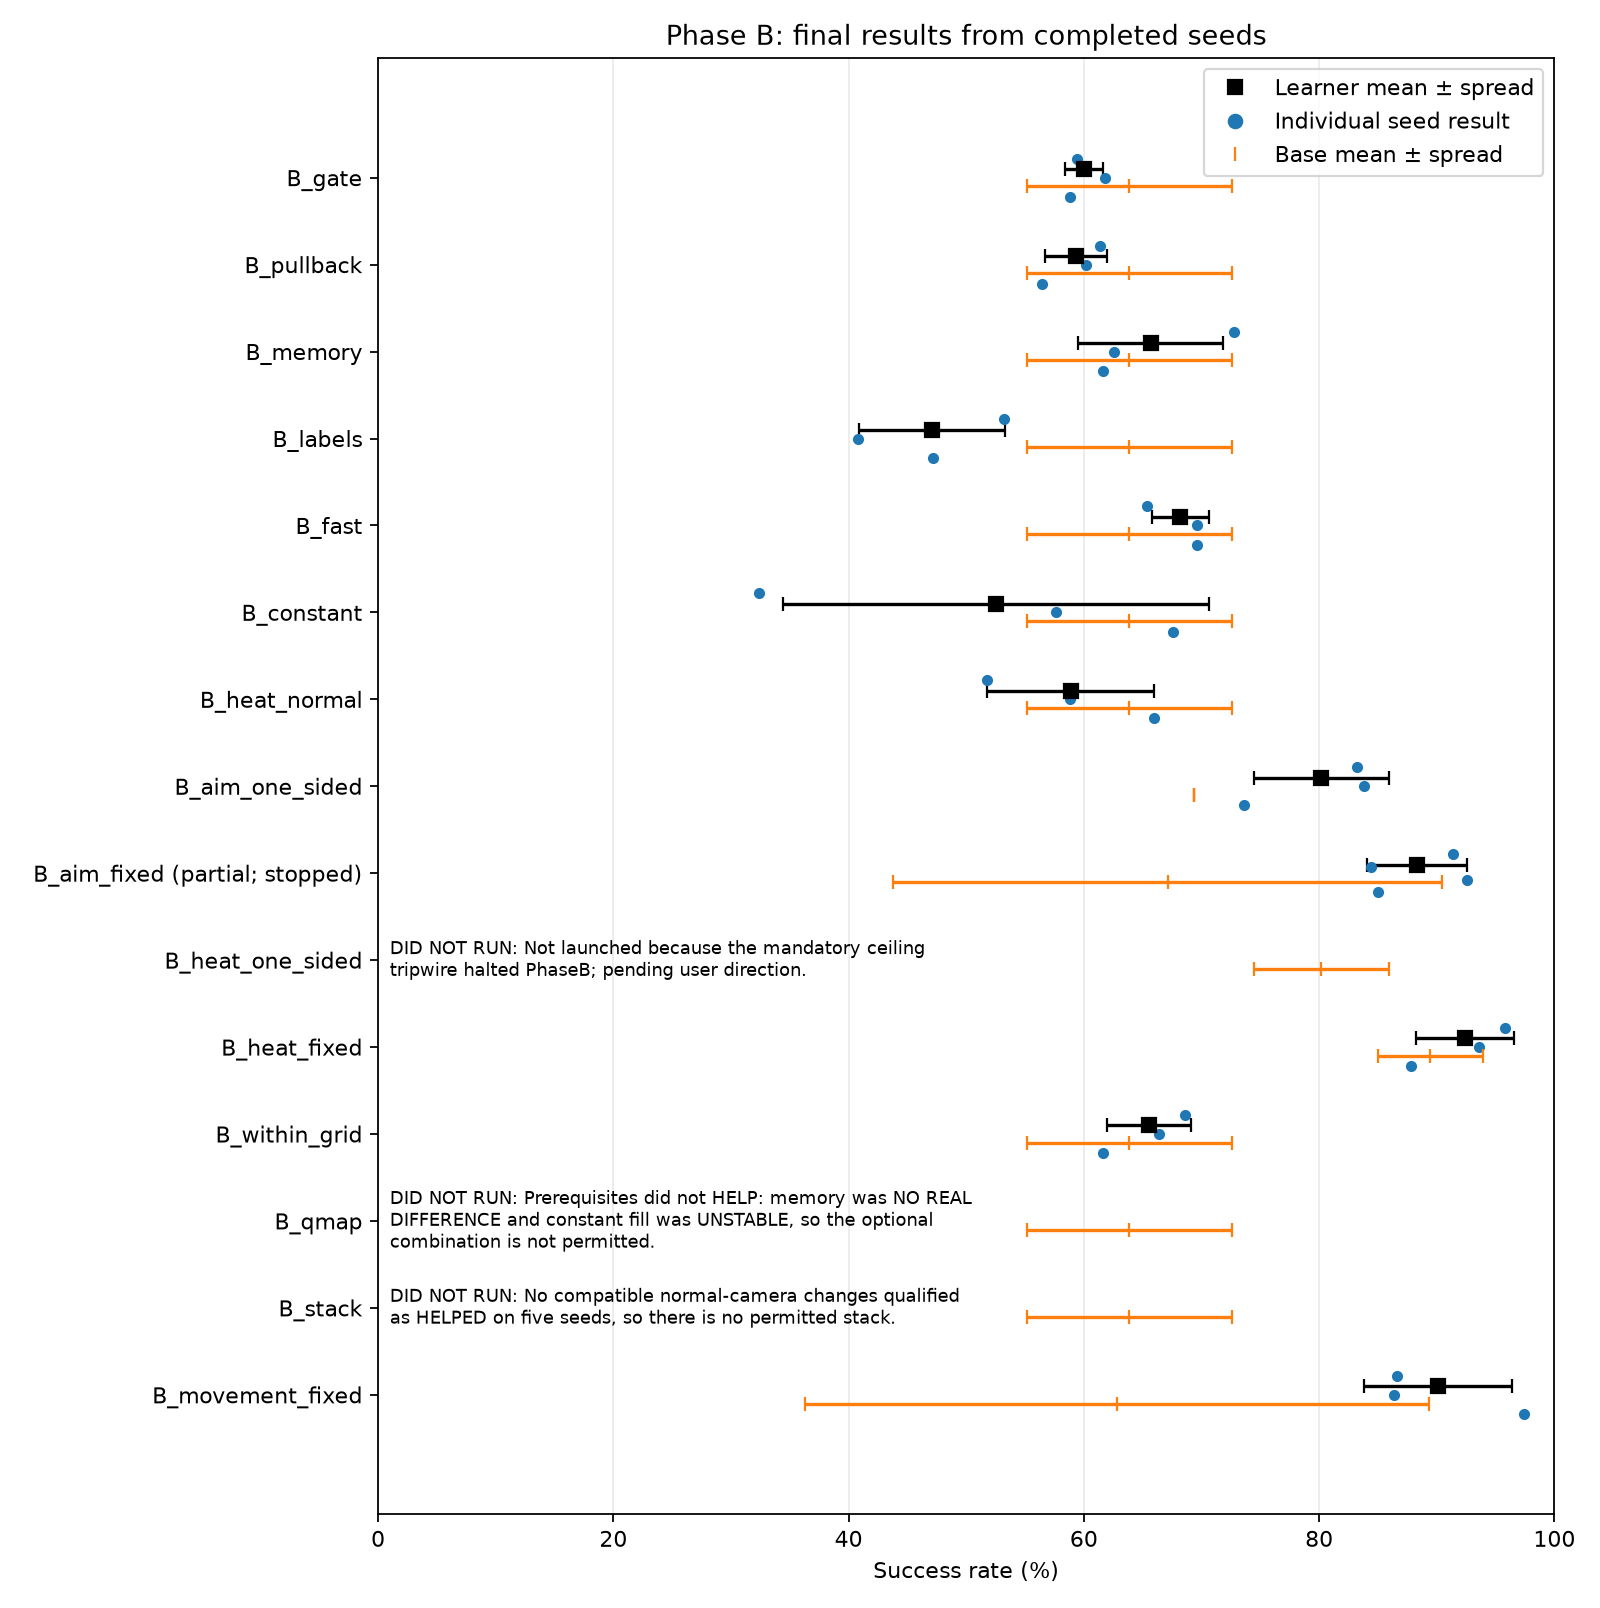 Phase B: final results from completed seeds
Learner mean ± spread
Individual seed result
Base mean ± spread
B_gate
B_pullback
B_memory
B_labels
B_fast
B_constant
B_heat_normal
B_aim_one_sided
B_aim_fixed (partial; stopped)
B_heat_one_sided
DID NOT RUN: Not launched because the mandatory ceiling
tripwire halted PhaseB; pending user direction.
B_heat_fixed
B_within_grid
B_qmap
DID NOT RUN: Prerequisites did not HELP: memory was NO REAL
DIFFERENCE and constant fill was UNSTABLE, so the optional
combination is not permitted.
B_stack
DID NOT RUN: No compatible normal-camera changes qualified
as HELPED on five seeds, so there is no permitted stack.
B_movement_fixed
0 20 40 60 80 100
Success rate (%)